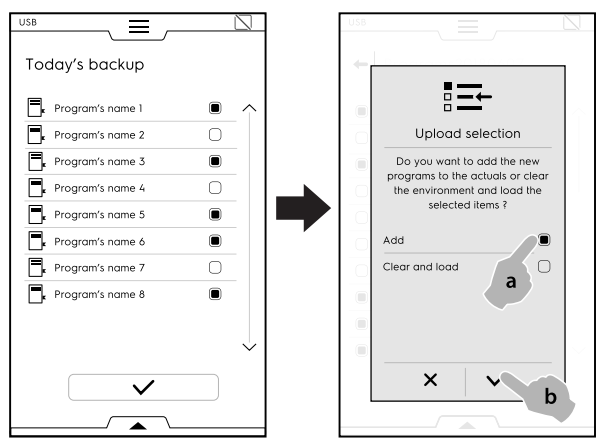 USB
Today's backup
Program's name 1
Program's name 2
Program's name 3
Program's name 4
Program's name 5
Program's name 6
Program's name 7
Program's name 8
USB
Upload selection
Do you want to add the new
programs to the actuals or clear
the environment and load the
selected items ?
Add
Clear and load
a
b